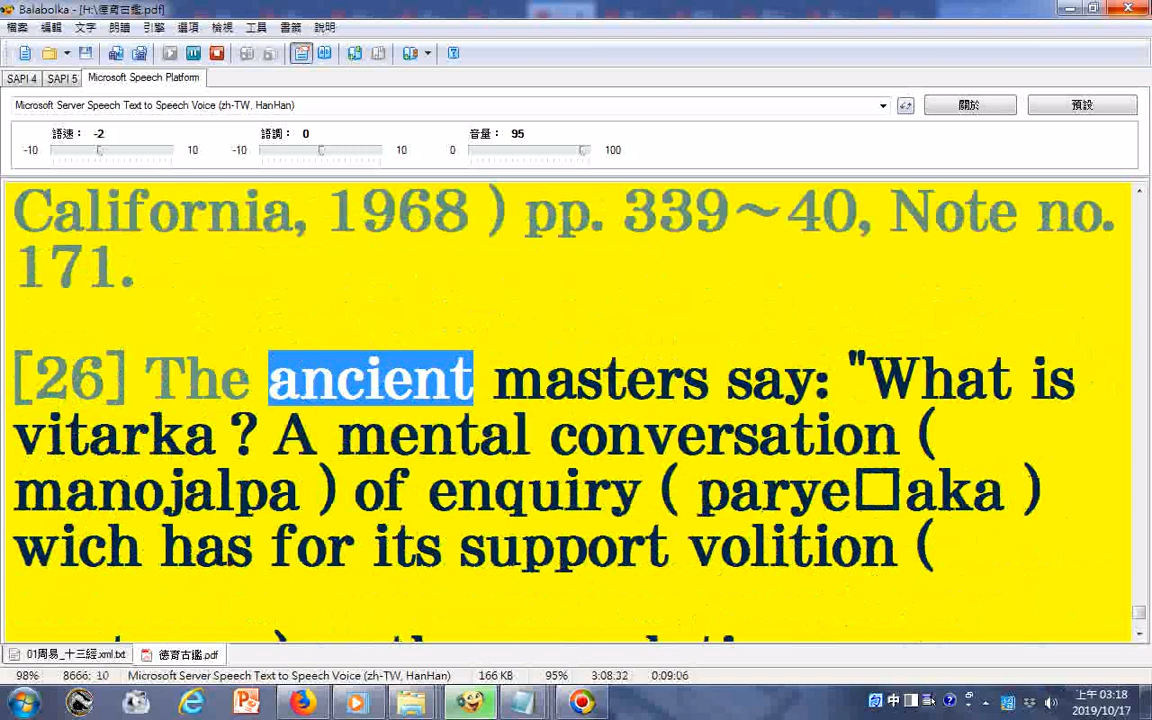 Balabolka - [H:\德育古鑑.pdf]
檔案 編輯 文字 朗讀 引擎 選項 檢視 工具 書籤 說明
SAPI 4 SAPI 5 Microsoft Speech Platform
Microsoft Server Speech Text to Speech Voice (zh-TW, HanHan) 關於 預設
語速： -2 語調： 0 音量： 95
-10 10 -10 10 0 100
California, 1968 ) pp. 339～40, Note no.
171.
[26] The ancient masters say: "What is
vitarka ? A mental conversation (
manojalpa ) of enquiry ( parye□aka )
wich has for its support volition (
01周易_十三經.xml.txt 德育古鑑.pdf
98% 8666: 10 Microsoft Server Speech Text to Speech Voice (zh-TW, HanHan) 166 KB 95% 3:08:32 0:09:06
中 上午 03:18
2019/10/17